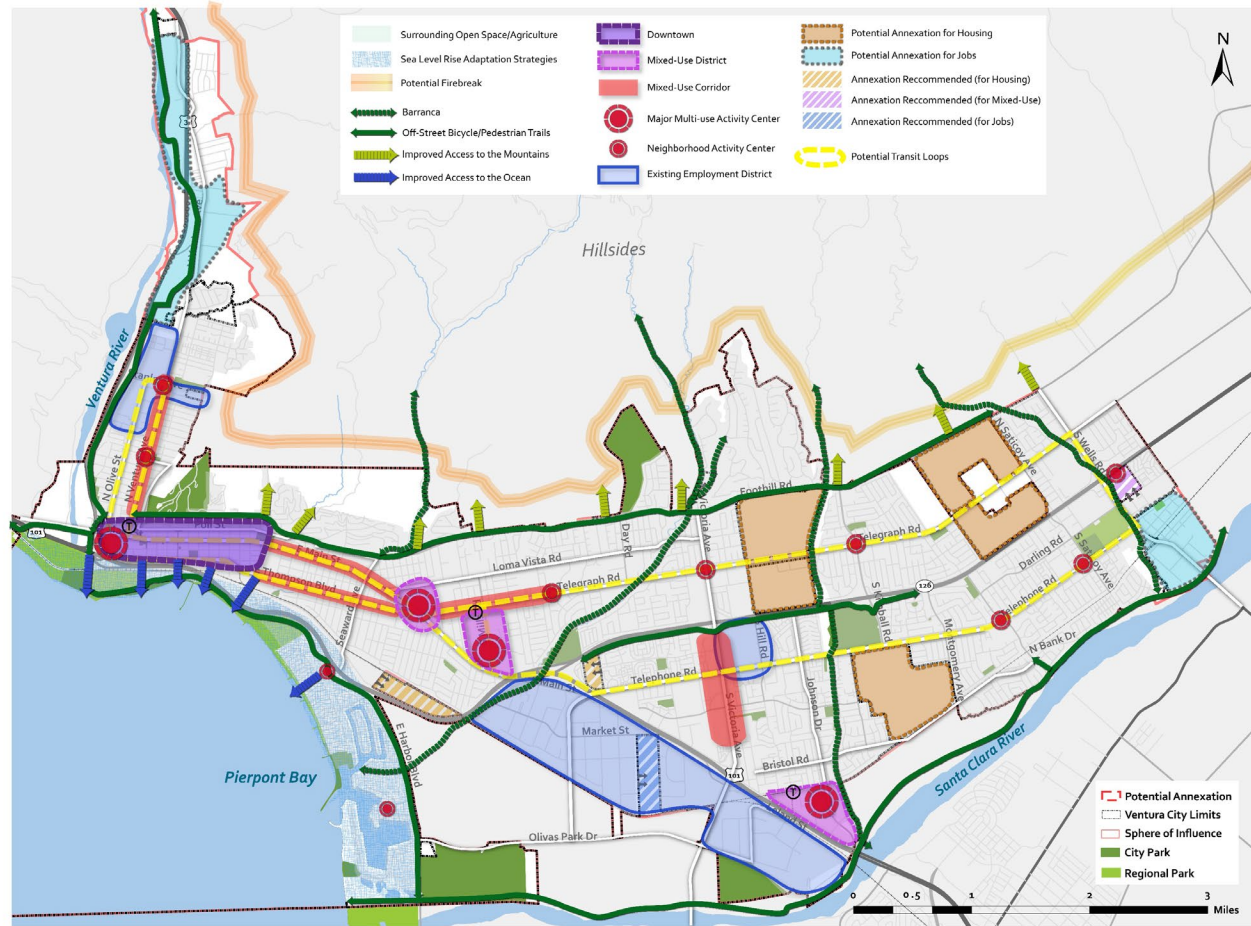 Surrounding Open Space/Agriculture
Sea Level Rise Adaptation Strategies
Potential Firebreak
Barranca
Off-Street Bicycle/Pedestrian Trails
Improved Access to the Mountains
Improved Access to the Ocean
Downtown
Mixed-Use District
Mixed-Use Corridor
Major Multi-use Activity Center
Neighborhood Activity Center
Existing Employment District
Potential Annexation for Housing
Potential Annexation for Jobs
Annexation Reccommended (for Housing)
Annexation Reccommended (for Mixed-Use)
Annexation Reccommended (for Jobs)
Potential Transit Loops
N
Hillsides
Ventura River
N Olive St
N Ventura Ave
101
T
E Main St
Thompson Blvd
Seaward Ave
Loma Vista Rd
Day Rd
Telegraph Rd
T
Victoria Ave
Foothill Rd
Telegraph Rd
N Saticoy Ave
S Wells Rd
Darling Rd
S Saticoy Ave
126
S Kimball Rd
Telephone Rd
Montgomery Ave
N Bank Dr
Hill Rd
Telephone Rd
Main St
Johnson Dr
S Victoria Ave
Market St
Bristol Rd
101
T
E Harbor Blvd
Pierpont Bay
Olivas Park Dr
Santa Clara River
Potential Annexation
Ventura City Limits
Sphere of Influence
City Park
Regional Park
0 0.5 1 2 3
Miles